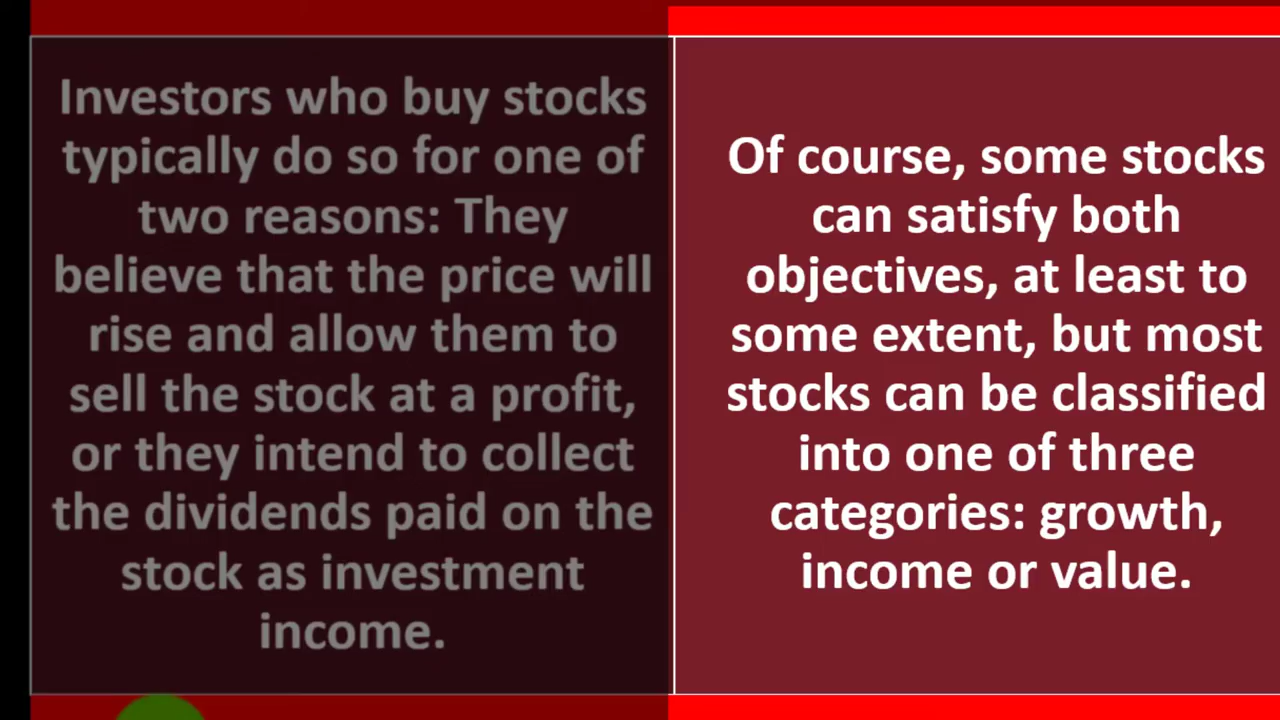 Investors who buy stocks
typically do so for one of
two reasons: They
believe that the price will
rise and allow them to
sell the stock at a profit,
or they intend to collect
the dividends paid on the
stock as investment
income.
Of course, some stocks
can satisfy both
objectives, at least to
some extent, but most
stocks can be classified
into one of three
categories: growth,
income or value.